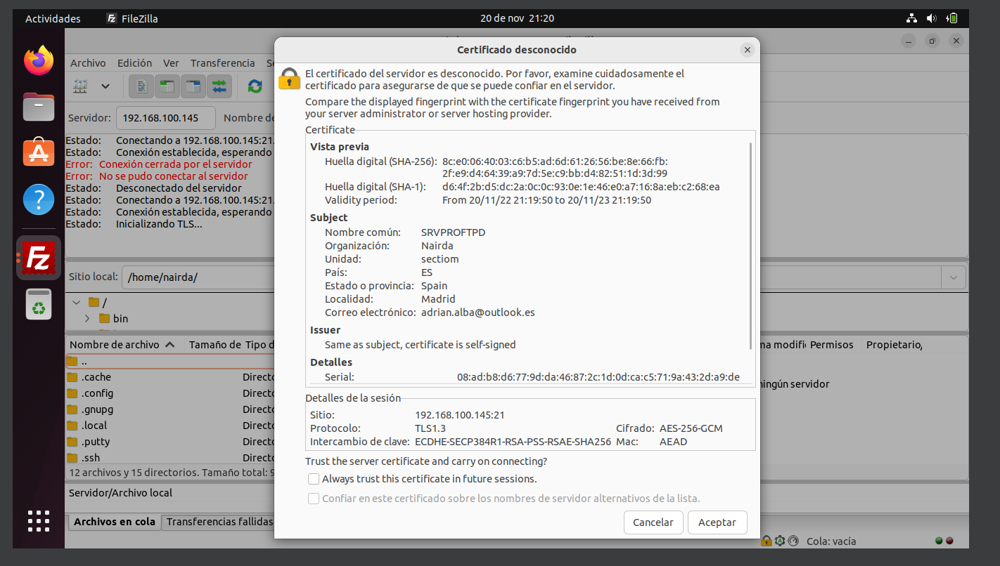 Actividades FileZilla 20 de nov 21:20
Certificado desconocido
Archivo Edición Ver Transferencia
Servidor: 192.168.100.145
Estado: Conectando a 192.168.100.145:21
Estado: Conexión establecida, esperando
Error: Conexión cerrada por el servidor
Error: No se pudo conectar al servidor
Estado: Desconectado del servidor
Estado: Conectando a 192.168.100.145:21
Estado: Conexión establecida, esperando
Estado: Inicializando TLS...
Sitio local: /home/nairda/
/
bin
Nombre de archivo Tamaño de Tipo d
..
.cache Directo
.config Directo
.gnupg Directo
.local Directo
.putty Directo
.ssh Directo
12 archivos y 15 directorios. Tamaño total: 9
Servidor/Archivo local
Archivos en cola Transferencias fallidas
El certificado del servidor es desconocido. Por favor, examine cuidadosamente el
certificado para asegurarse de que se puede confiar en el servidor.
Compare the displayed fingerprint with the certificate fingerprint you have received from
your server administrator or server hosting provider.
Certificate
Vista previa
Huella digital (SHA-256): 8c:e0:06:40:03:c6:b5:ad:6d:61:26:56:be:8e:66:fb:
2f:e9:d4:64:39:a9:7d:5e:c9:bb:d4:82:51:1d:3d:99
Huella digital (SHA-1): d6:4f:2b:d5:dc:2a:0c:0c:93:0e:1e:46:e0:a7:16:8a:eb:c2:68:ea
Validity period: From 20/11/22 21:19:50 to 20/11/23 21:19:50
Subject
Nombre común: SRVPROFTPD
Organización: Nairda
Unidad: sectiom
País: ES
Estado o provincia: Spain
Localidad: Madrid
Correo electrónico: adrian.alba@outlook.es
Issuer
Same as subject, certificate is self-signed
Detalles
Serial: 08:ad:b8:d6:77:9d:da:46:87:2c:1d:0d:ca:c5:71:9a:43:2d:a9:de
Detalles de la sesión
Sitio: 192.168.100.145:21
Protocolo: TLS1.3 Cifrado: AES-256-GCM
Intercambio de clave: ECDHE-SECP384R1-RSA-PSS-RSAE-SHA256 Mac: AEAD
Trust the server certificate and carry on connecting?
Always trust this certificate in future sessions.
Confiar en este certificado sobre los nombres de servidor alternativos de la lista.
Cancelar Aceptar
Permisos Propietario
ningún servidor
Cola: vacía